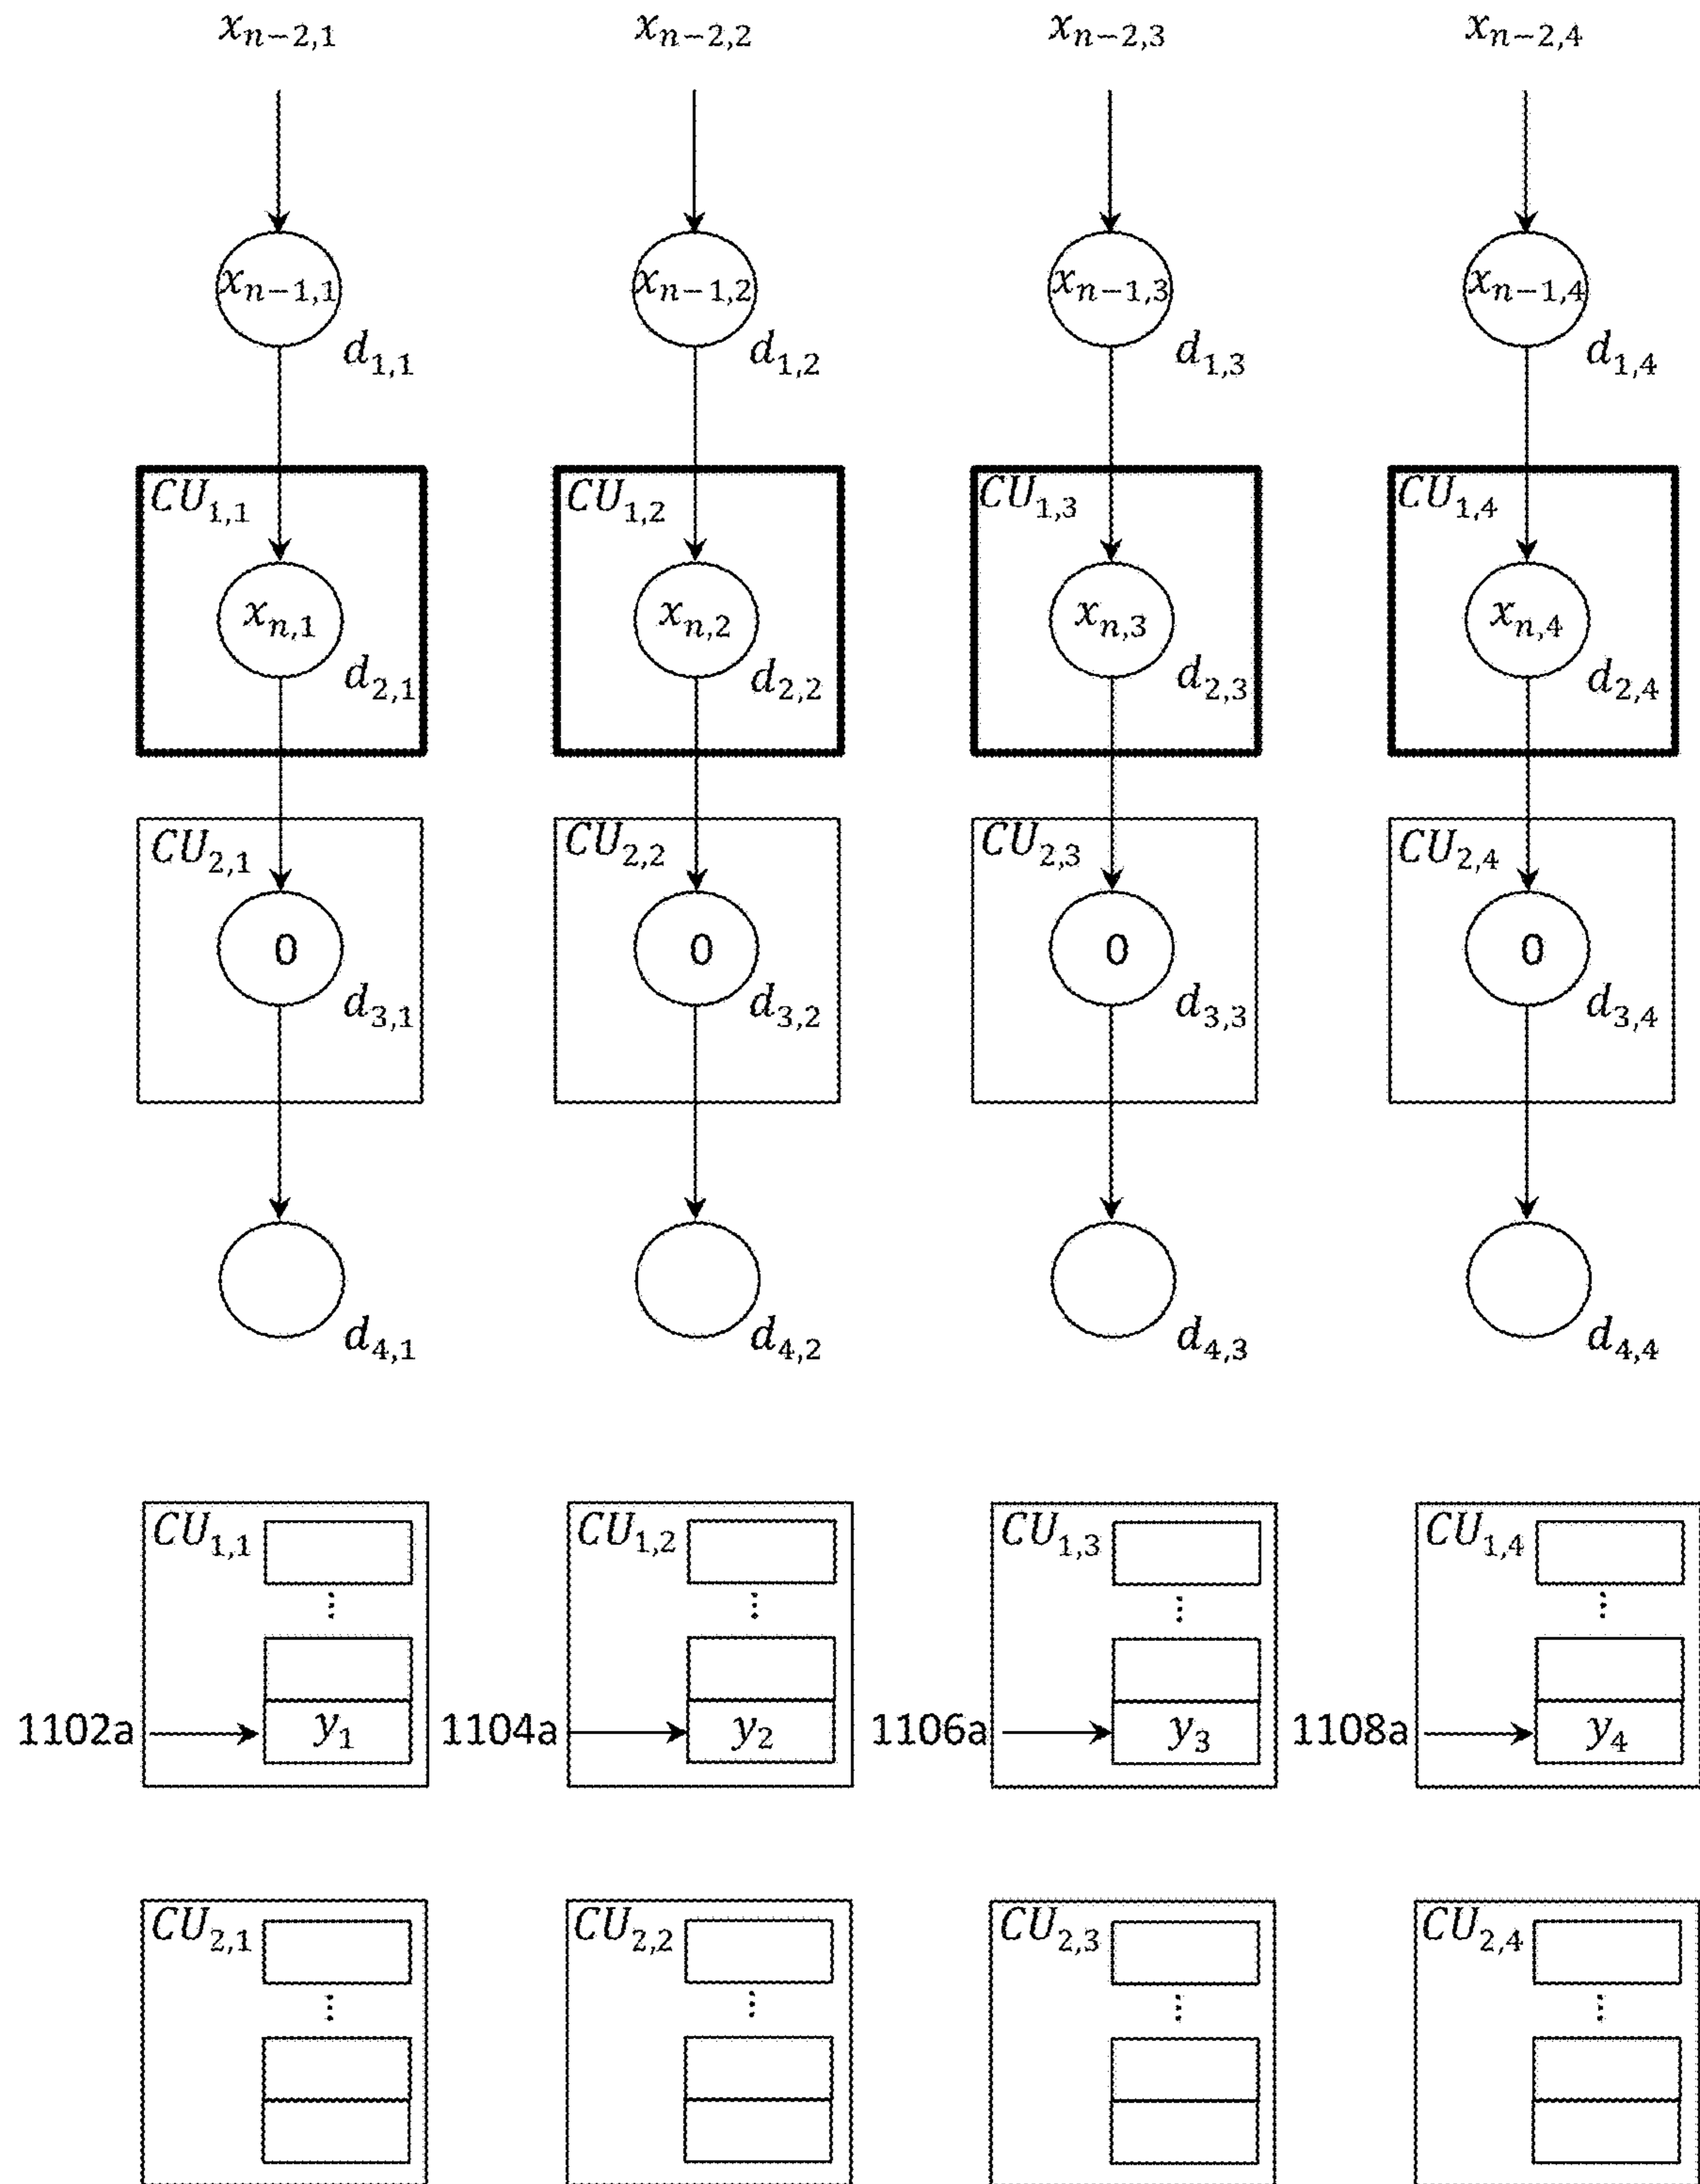 x_{n-2,1} x_{n-2,2} x_{n-2,3} x_{n-2,4}
x_{n-1,1} x_{n-1,2} x_{n-1,3} x_{n-1,4}
d_{1,1} d_{1,2} d_{1,3} d_{1,4}
CU_{1,1} CU_{1,2} CU_{1,3} CU_{1,4}
x_{n,1} x_{n,2} x_{n,3} x_{n,4}
d_{2,1} d_{2,2} d_{2,3} d_{2,4}
CU_{2,1} CU_{2,2} CU_{2,3} CU_{2,4}
0 0 0 0
d_{3,1} d_{3,2} d_{3,3} d_{3,4}
d_{4,1} d_{4,2} d_{4,3} d_{4,4}
CU_{1,1} CU_{1,2} CU_{1,3} CU_{1,4}
⋮ ⋮ ⋮ ⋮
1102a y_1 1104a y_2 1106a y_3 1108a y_4
CU_{2,1} CU_{2,2} CU_{2,3} CU_{2,4}
⋮ ⋮ ⋮ ⋮